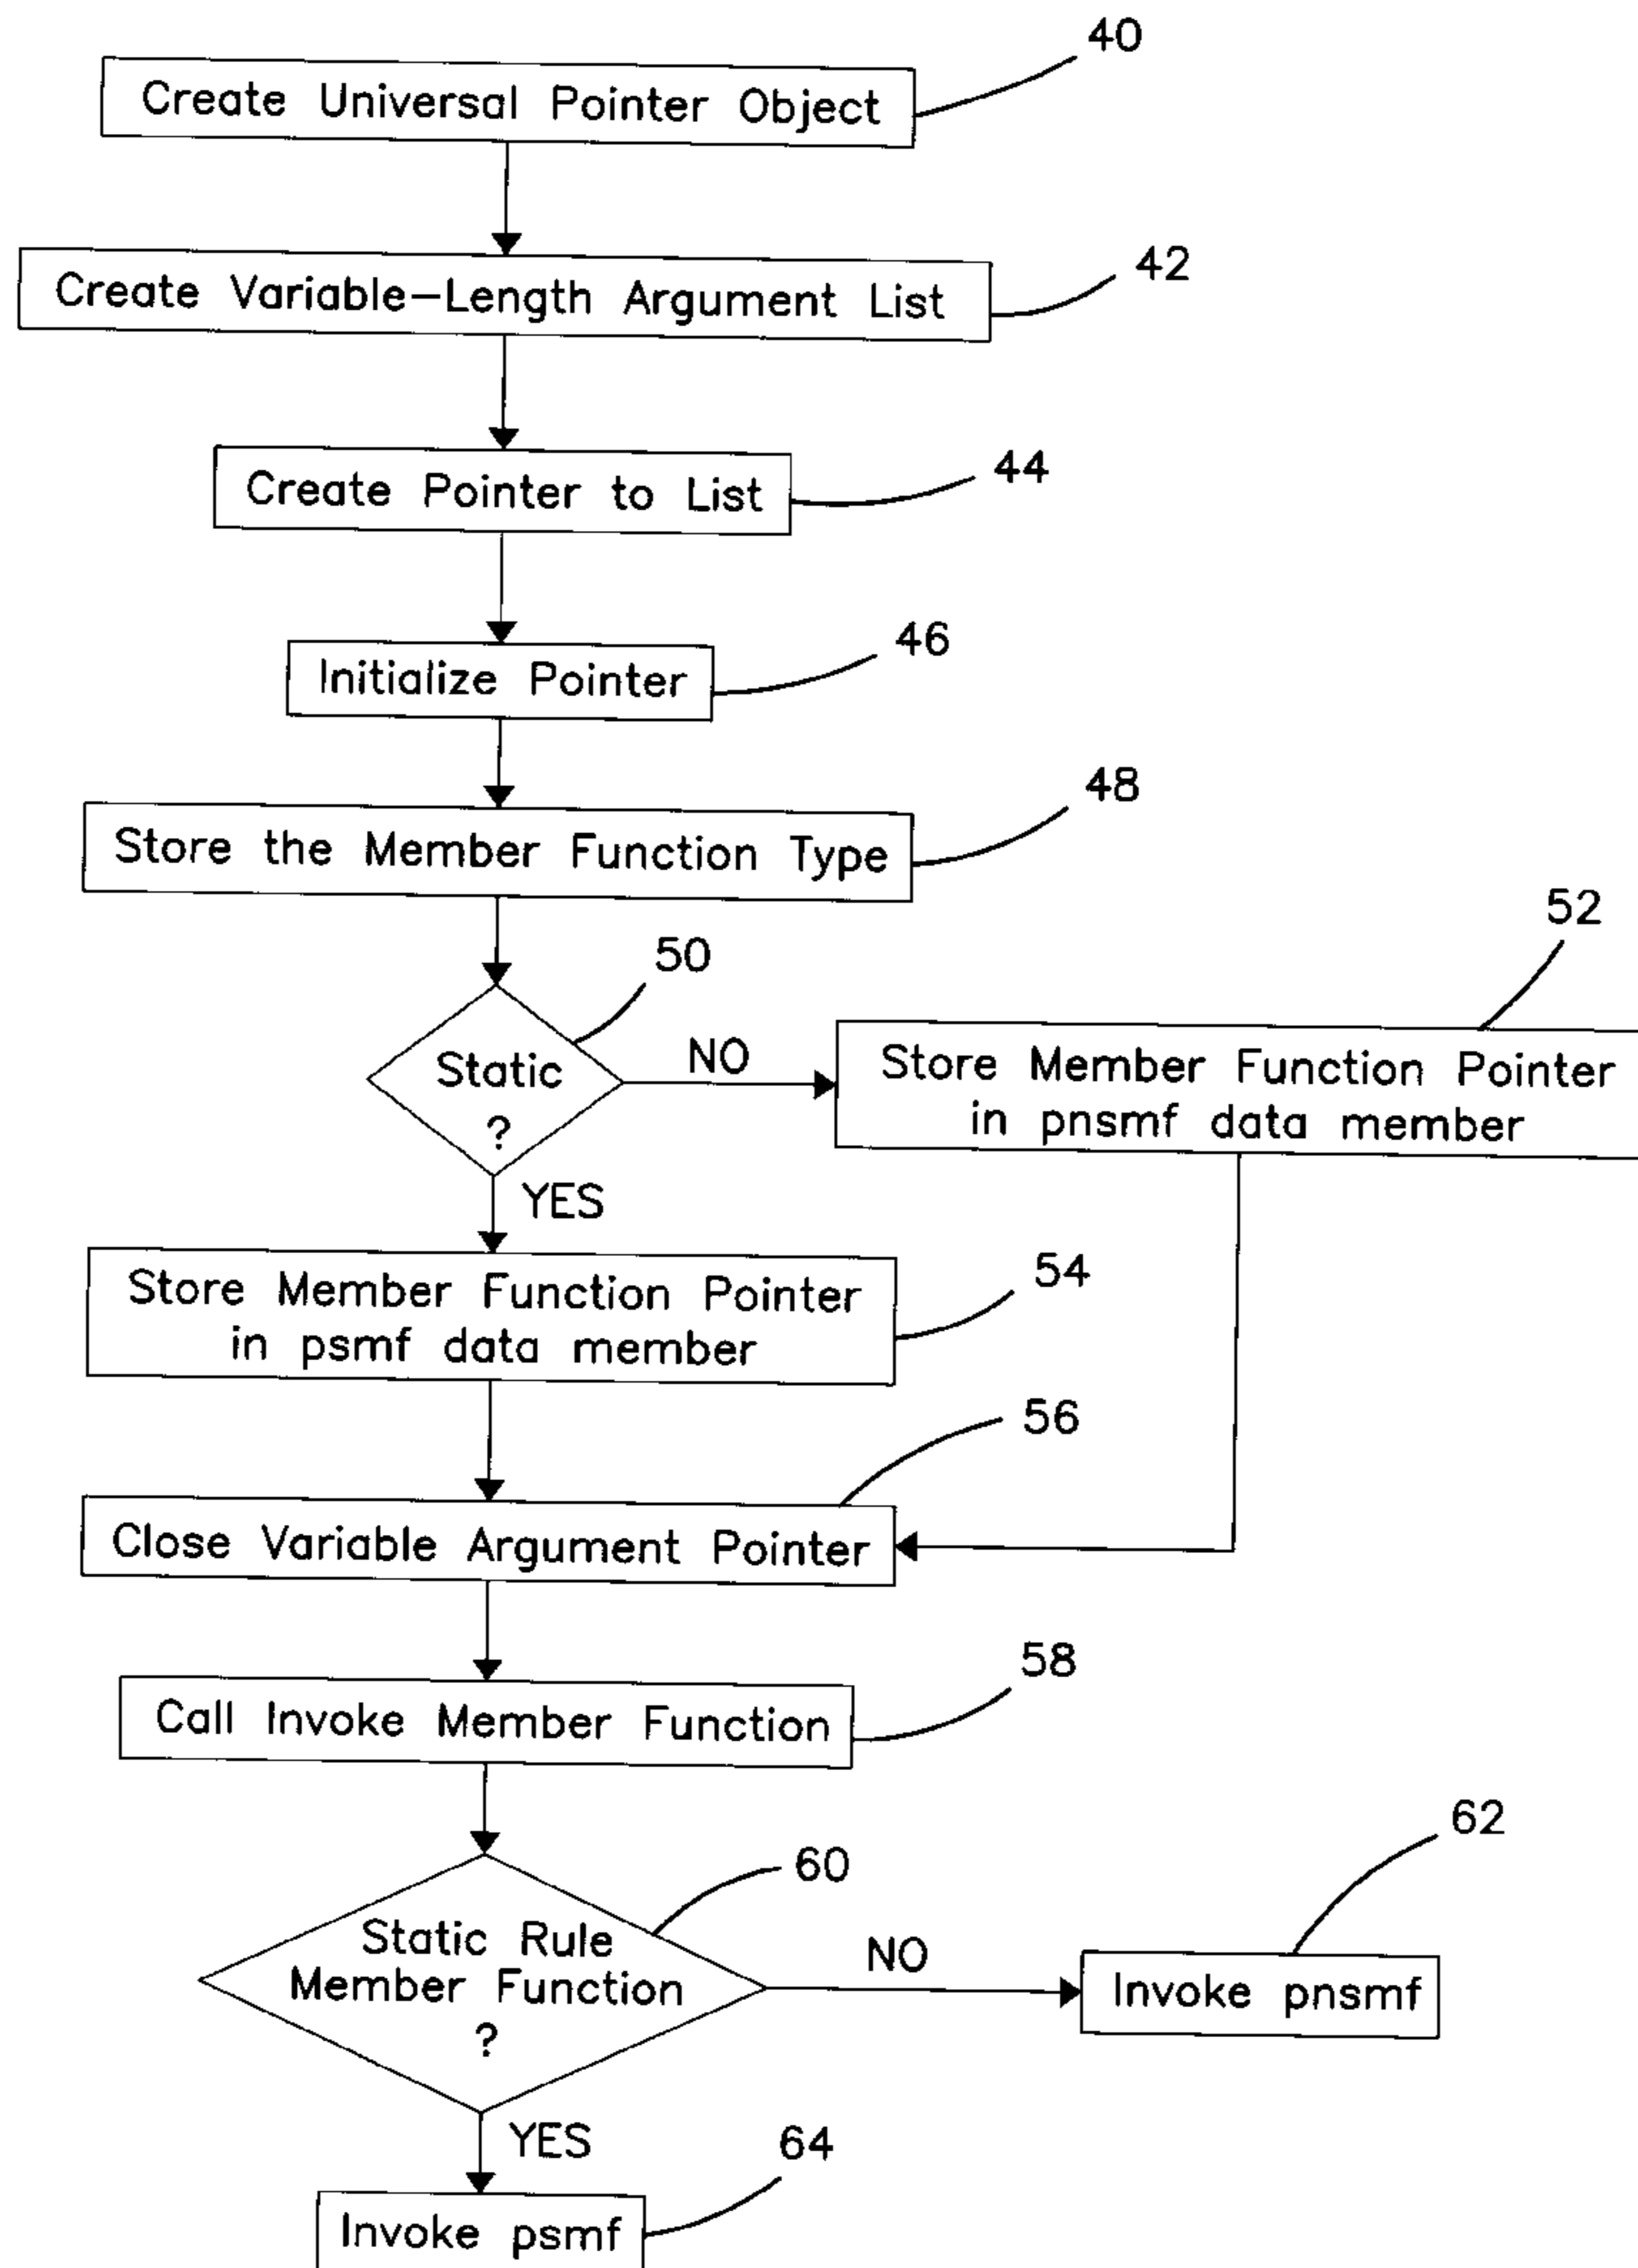 40
Create Universal Pointer Object
42
Create Variable-Length Argument List
44
Create Pointer to List
46
Initialize Pointer
48
Store the Member Function Type
50
52
Static
?
NO
Store Member Function Pointer
in pnsmf data member
YES
54
Store Member Function Pointer
in psmf data member
56
Close Variable Argument Pointer
58
Call Invoke Member Function
60
62
Static Rule
Member Function
?
NO
Invoke pnsmf
YES
64
Invoke psmf